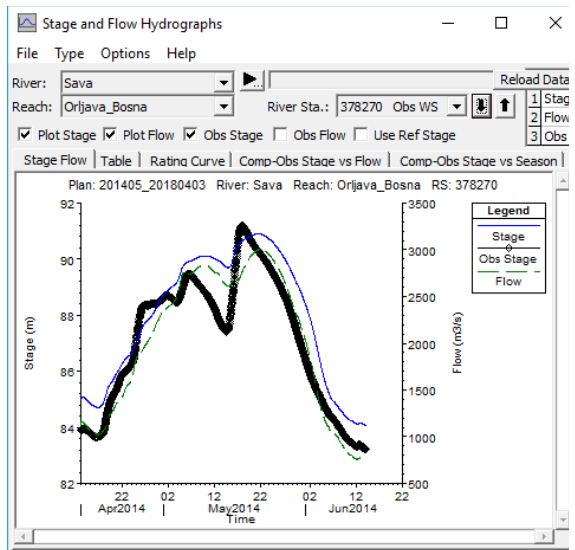 Stage and Flow Hydrographs
File Type Options Help
River: Sava Reload Data
Reach: Orljava_Bosna River Sta.: 378270 Obs WS
1 Stag
2 Flow
3 Obs
Plot Stage Plot Flow Obs Stage Obs Flow Use Ref Stage
Stage Flow Table Rating Curve Comp-Obs Stage vs Flow Comp-Obs Stage vs Season
Plan: 201405_20180403 River: Sava Reach: Orljava_Bosna RS: 378270
92
90
88
86
84
82
Stage (m)
3500
3000
2500
2000
1500
1000
500
Flow (m3/s)
Legend
Stage
Obs Stage
Flow
22 02 12 22 02 12 22
Apr2014 May2014 Jun2014
Time